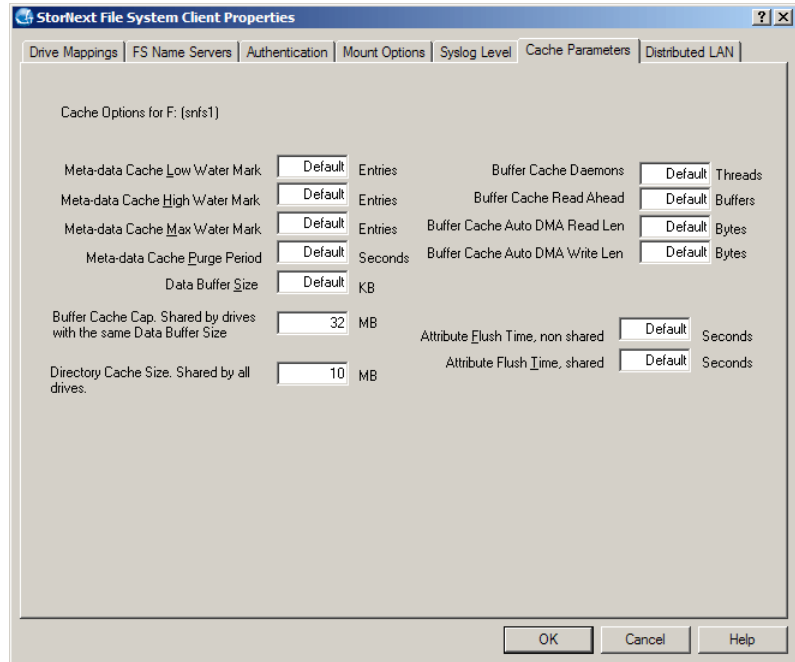 StorNext File System Client Properties
Drive Mappings FS Name Servers Authentication Mount Options Syslog Level Cache Parameters Distributed LAN
Cache Options for F: (snfs1)
Meta-data Cache Low Water Mark Default Entries
Meta-data Cache High Water Mark Default Entries
Meta-data Cache Max Water Mark Default Entries
Meta-data Cache Purge Period Default Seconds
Data Buffer Size Default KB
Buffer Cache Cap. Shared by drives
with the same Data Buffer Size 32 MB
Directory Cache Size. Shared by all
drives. 10 MB
Buffer Cache Daemons Default Threads
Buffer Cache Read Ahead Default Buffers
Buffer Cache Auto DMA Read Len Default Bytes
Buffer Cache Auto DMA Write Len Default Bytes
Attribute Flush Time, non shared Default Seconds
Attribute Flush Time, shared Default Seconds
OK Cancel Help